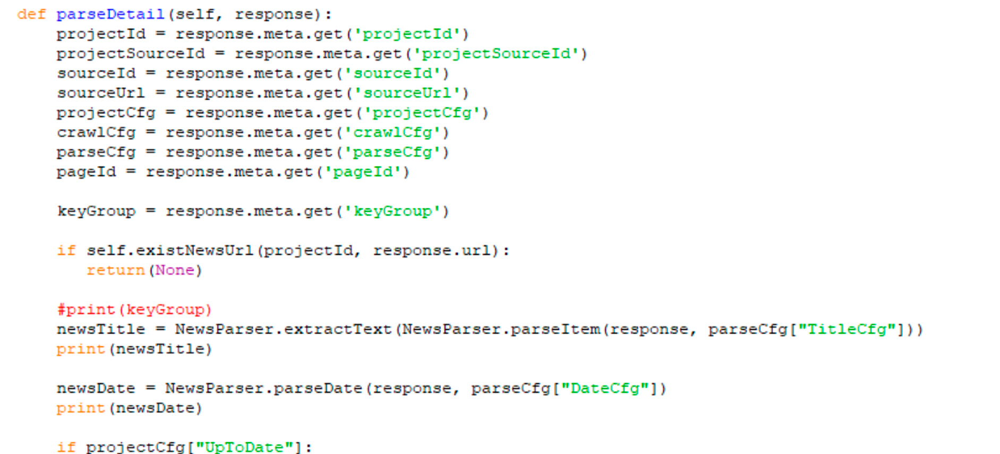 def parseDetail(self, response):
    projectId = response.meta.get('projectId')
    projectSourceId = response.meta.get('projectSourceId')
    sourceId = response.meta.get('sourceId')
    sourceUrl = response.meta.get('sourceUrl')
    projectCfg = response.meta.get('projectCfg')
    crawlCfg = response.meta.get('crawlCfg')
    parseCfg = response.meta.get('parseCfg')
    pageId = response.meta.get('pageId')

    keyGroup = response.meta.get('keyGroup')

    if self.existNewsUrl(projectId, response.url):
       return(None)

    #print(keyGroup)
    newsTitle = NewsParser.extractText(NewsParser.parseItem(response, parseCfg["TitleCfg"]))
    print(newsTitle)

    newsDate = NewsParser.parseDate(response, parseCfg["DateCfg"])
    print(newsDate)

    if projectCfg["UpToDate"]: